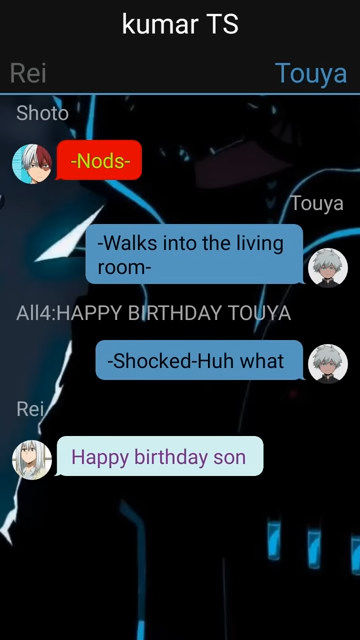 kumar TS
Rei Touya
Shoto
-Nods-
Touya
-Walks into the living
room-
All4:HAPPY BIRTHDAY TOUYA
-Shocked-Huh what
Rei
Happy birthday son